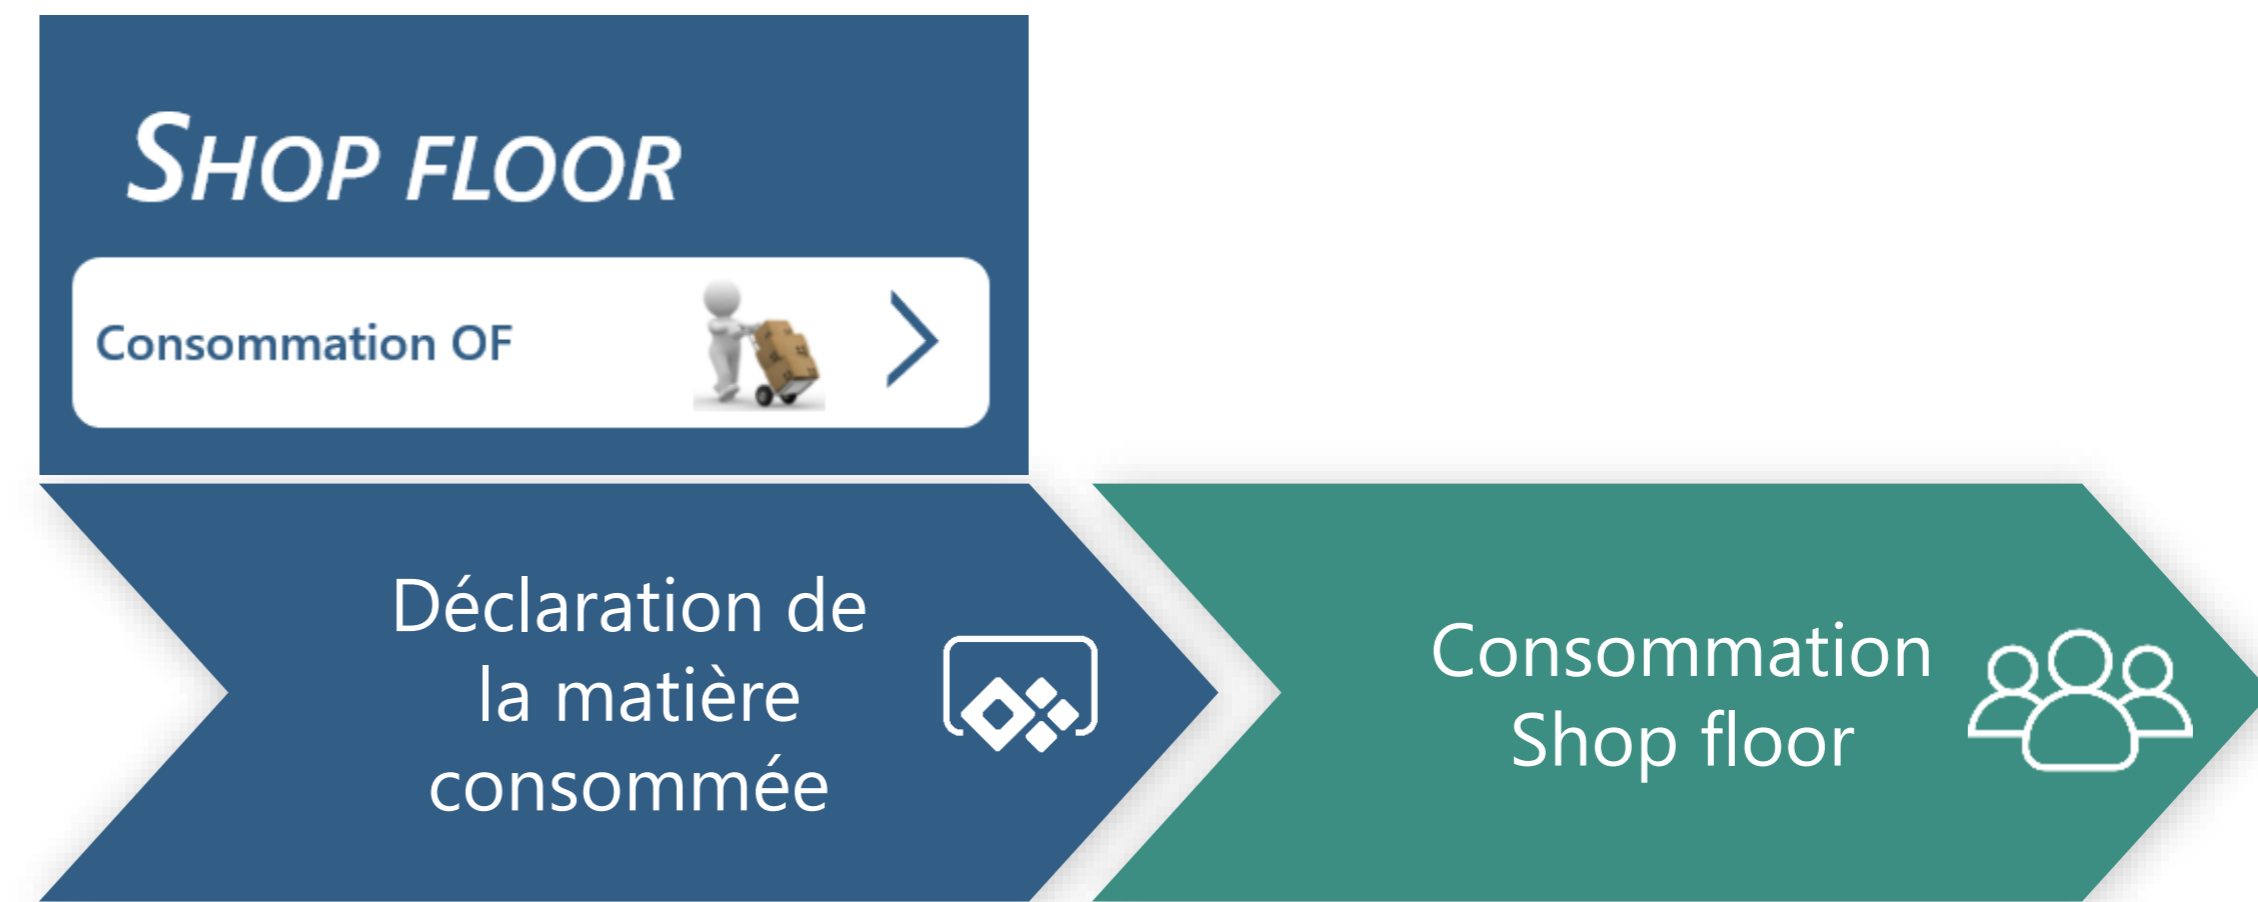 SHOP FLOOR
Consommation OF
Déclaration de
la matière
consommée
Consommation
Shop floor